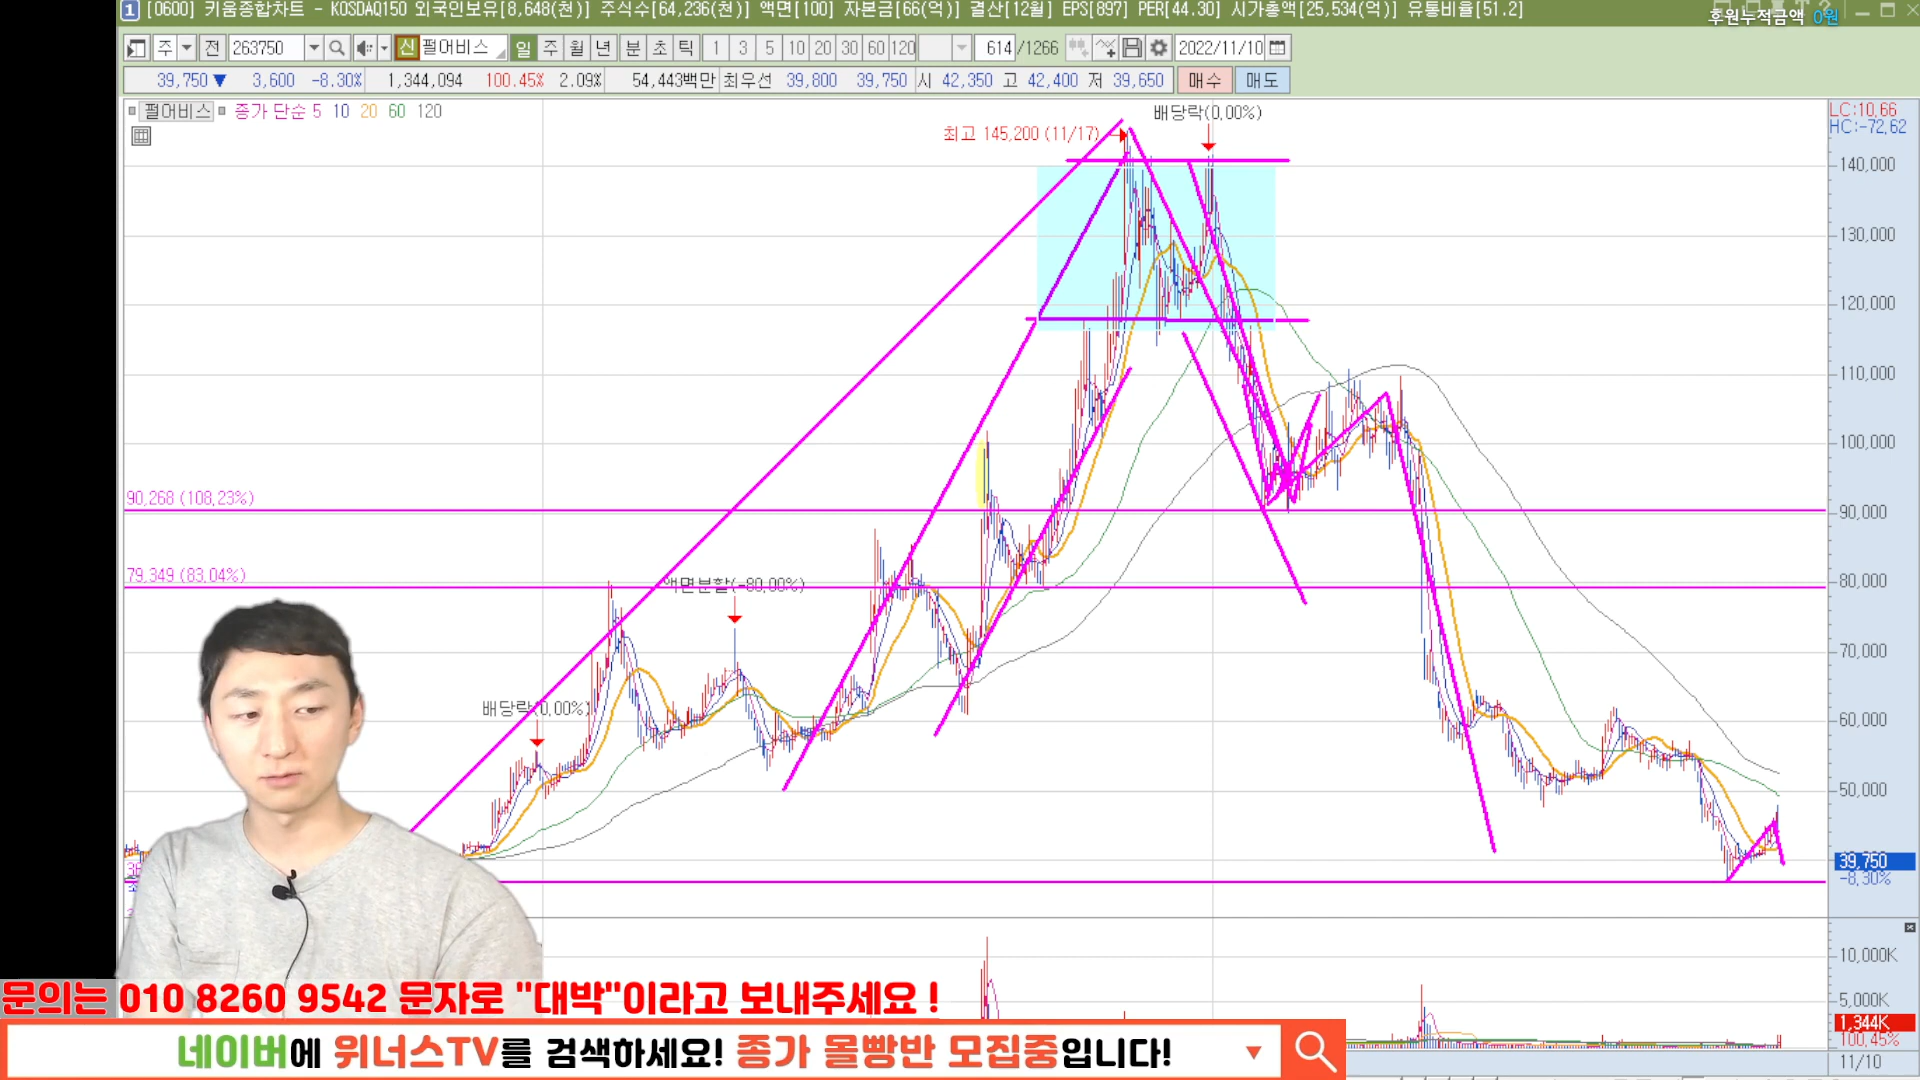 1 [0600] 키움종합차트 - KOSDAQ150 외국인보유[8,648(천)] 주식수[64,236(천)] 액면[100] 자본금[66(억)] 결산[12월] EPS[897] PER[44.30] 시가총액[25,534(억)] 유통비율[51.2]
후원누적금액 0원
주 전 263750 신 펄어비스 일 주 월 년 분 초 틱 1 3 5 10 20 30 60 120 614 /1266 2022/11/10
39,750 ▼ 3,600 -8.30% 1,344,094 100.45% 2.09% 54,443백만 최우선 39,800 39,750 시 42,350 고 42,400 저 39,650 매수 매도
펄어비스 종가 단순 5 10 20 60 120
LC:10,66
HC:-72,62
배당락(0,00%)
최고 145,200 (11/17)
140,000
130,000
120,000
110,000
100,000
90,268 (108,23%)
90,000
79,349 (83,04%)
액면분할(-80,00%)
80,000
70,000
배당락(0,00%)
60,000
50,000
39,750
-8,30%
10,000K
5,000K
1,344K
100,45%
11/10
문의는 010 8260 9542 문자로 "대박"이라고 보내주세요 !
네이버에 위너스TV를 검색하세요! 종가 몰빵반 모집중입니다!